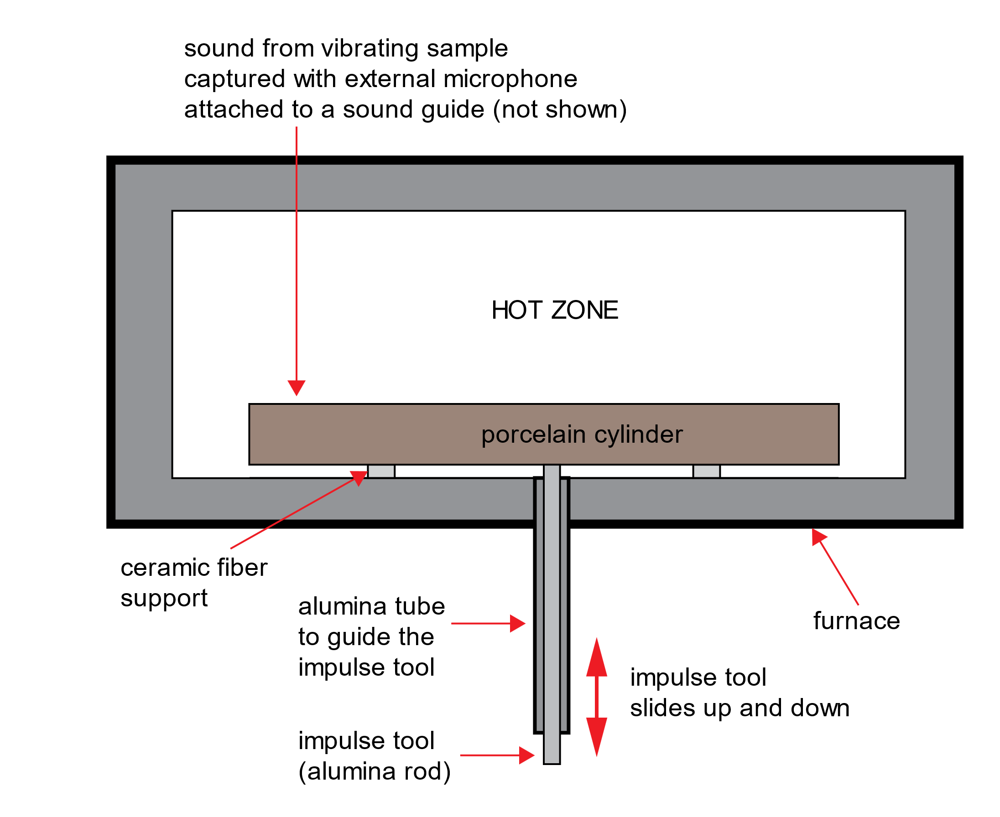 sound from vibrating sample
captured with external microphone
attached to a sound guide (not shown)
HOT ZONE
porcelain cylinder
ceramic fiber
support
alumina tube
to guide the
impulse tool
furnace
impulse tool
slides up and down
impulse tool
(alumina rod)